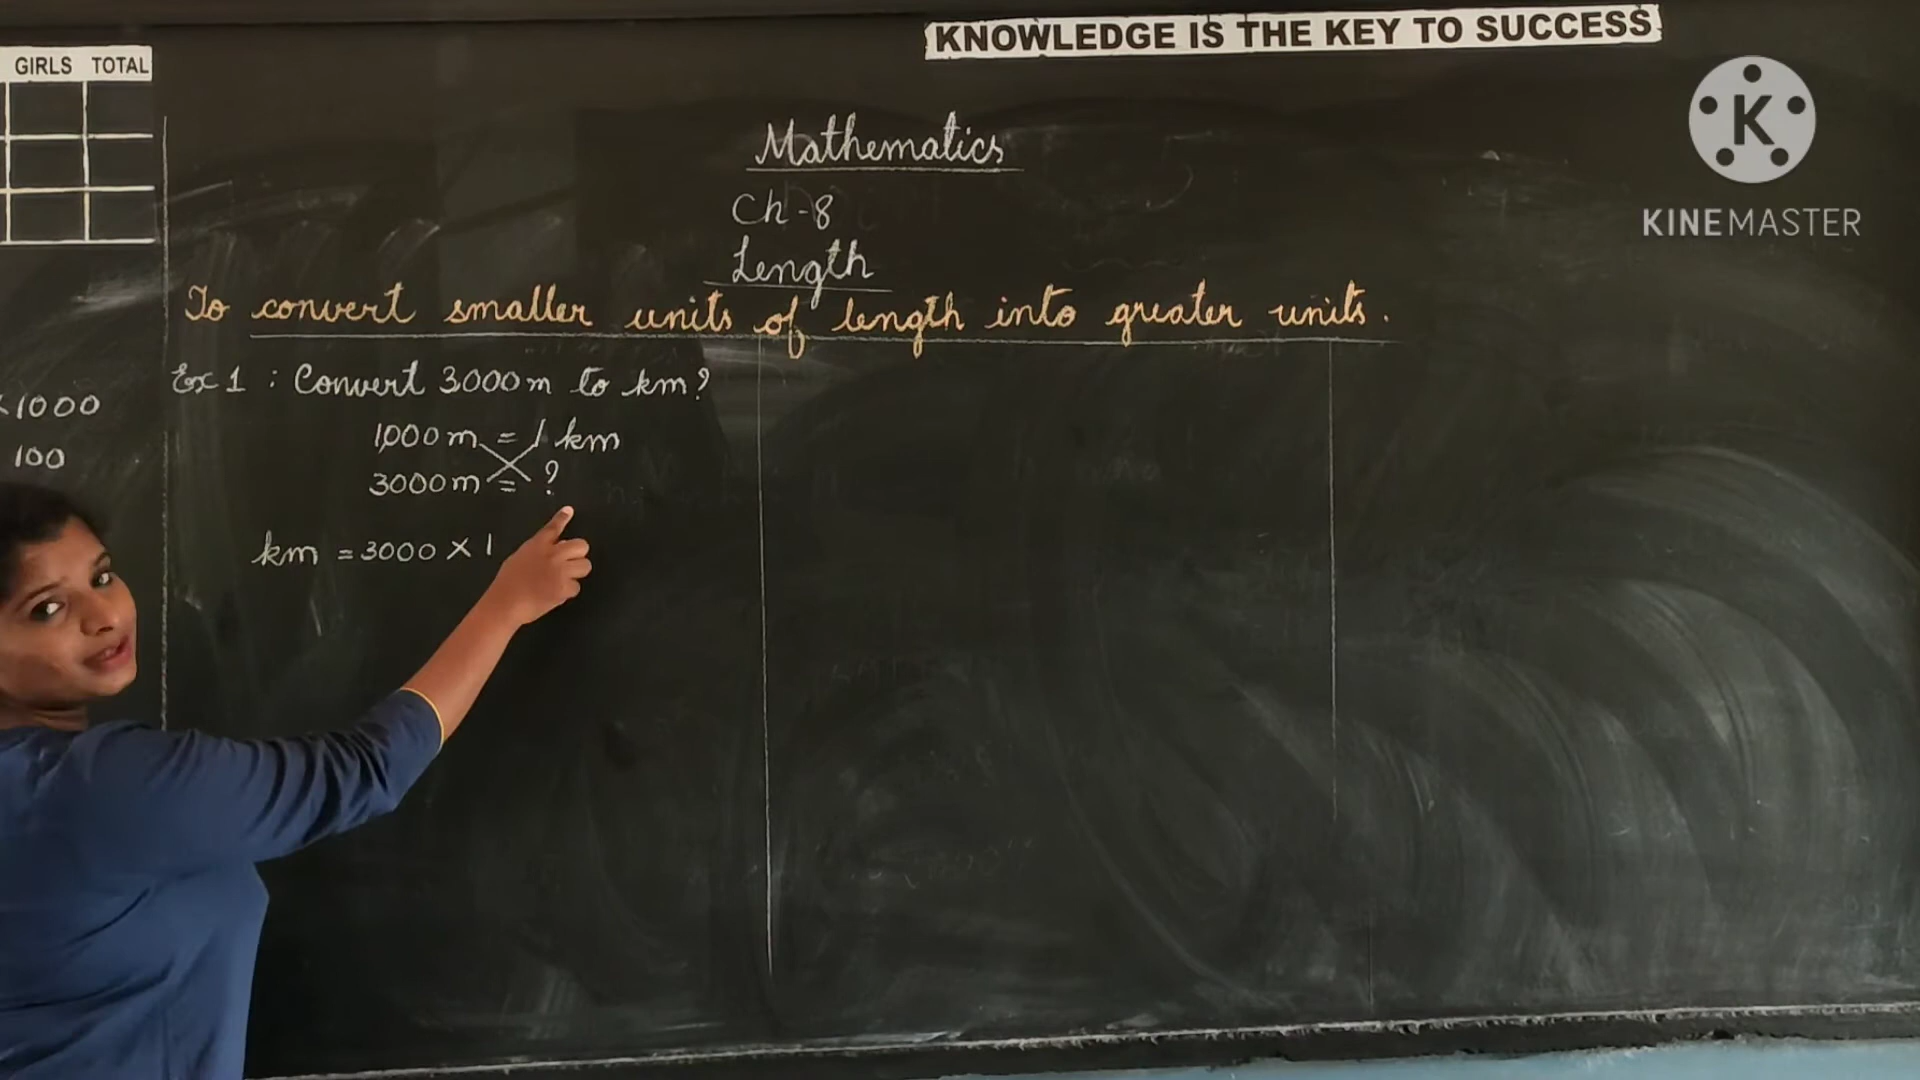 KNOWLEDGE IS THE KEY TO SUCCESS
GIRLS TOTAL
KINEMASTER
Mathematics
Ch-8
Length
To convert smaller units of length into greater units.
Ex 1 : Convert 3000m to km?
1000 m = 1 km
3000 m = ?
km = 3000 × 1
×1000
100